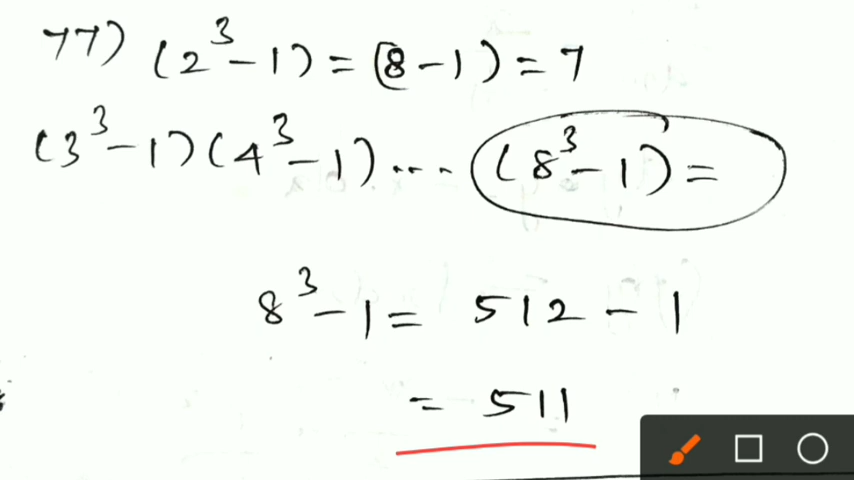 77) (2³-1) = (8-1) = 7
(3³-1)(4³-1)... (8³-1) =
8³-1 = 512 - 1
= 511